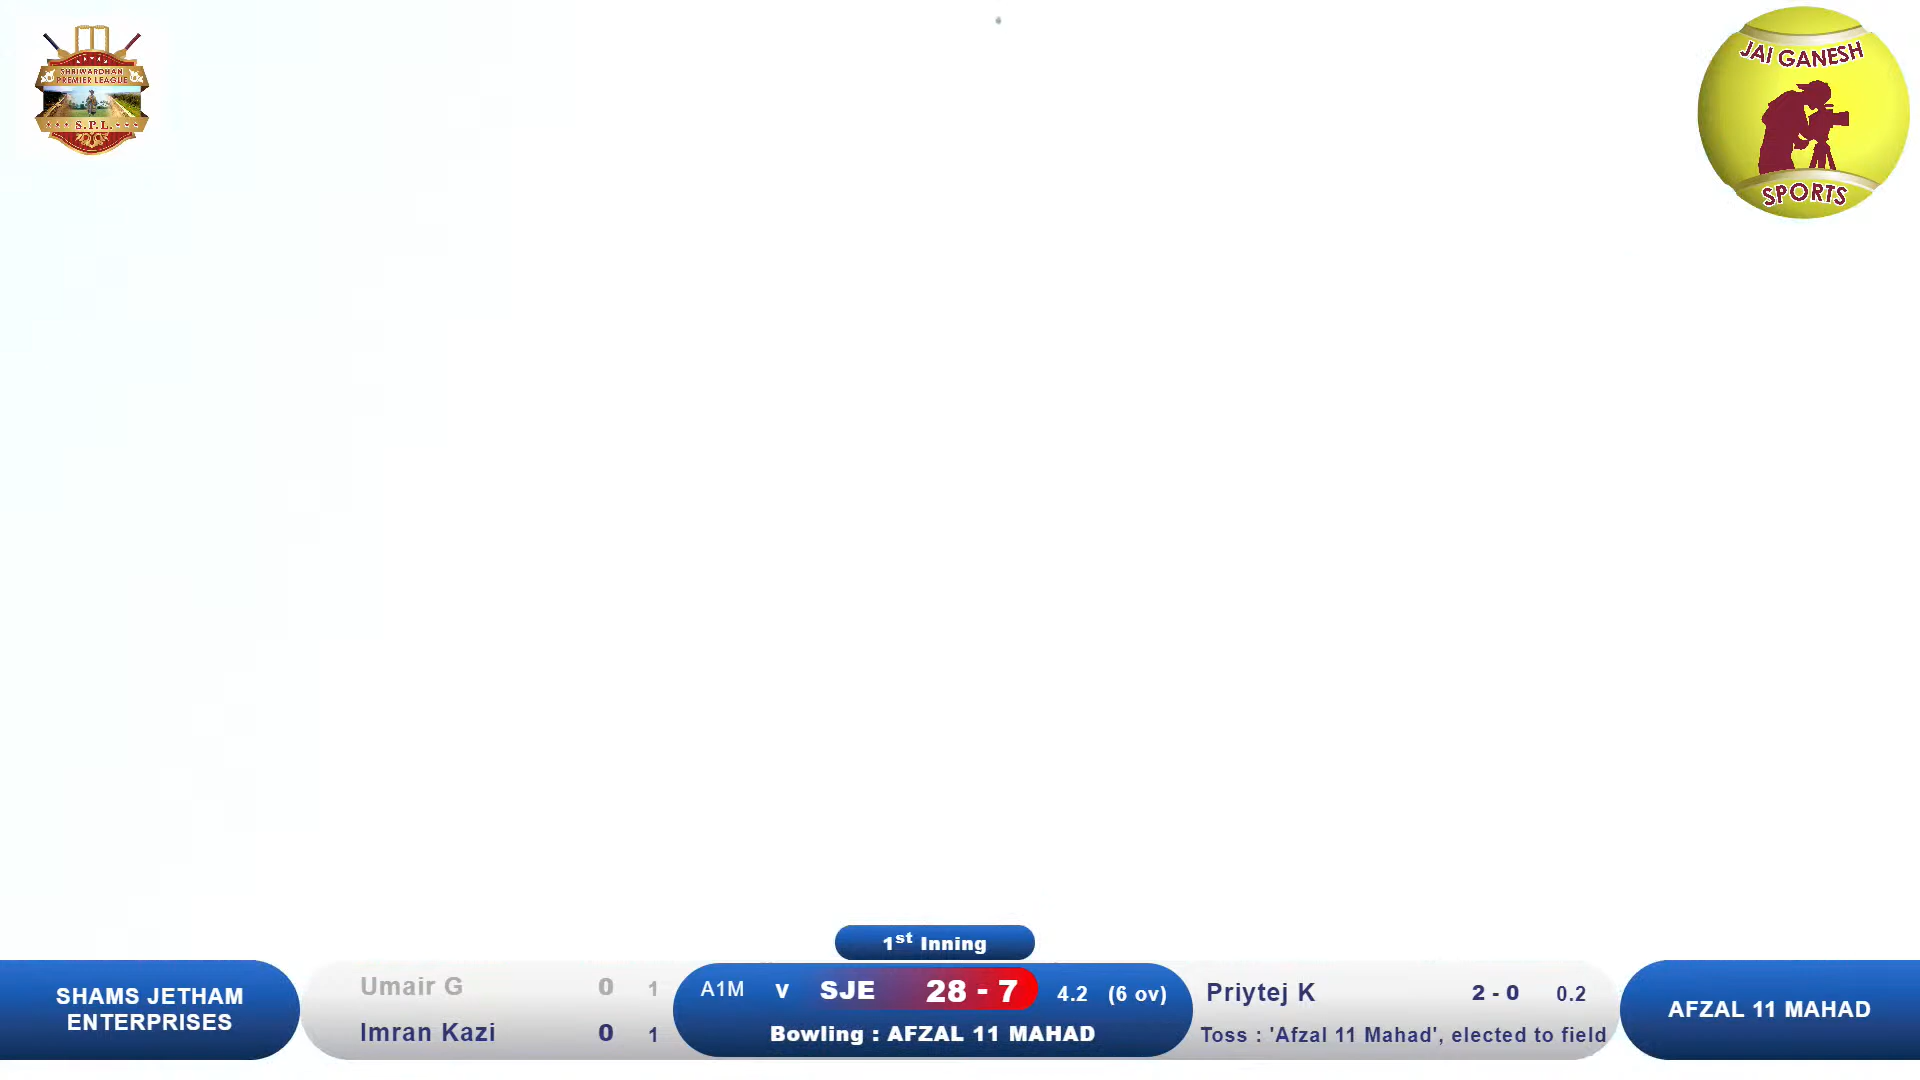 SHRIWARDHAN
PREMIER LEAGUE
S.P.L.
JAI GANESH
SPORTS
1st Inning
SHAMS JETHAM
ENTERPRISES
Umair G 0 1
Imran Kazi 0 1
A1M v SJE 28 - 7 4.2 (6 ov)
Bowling : AFZAL 11 MAHAD
Priytej K 2 - 0 0.2
Toss : 'Afzal 11 Mahad', elected to field
AFZAL 11 MAHAD